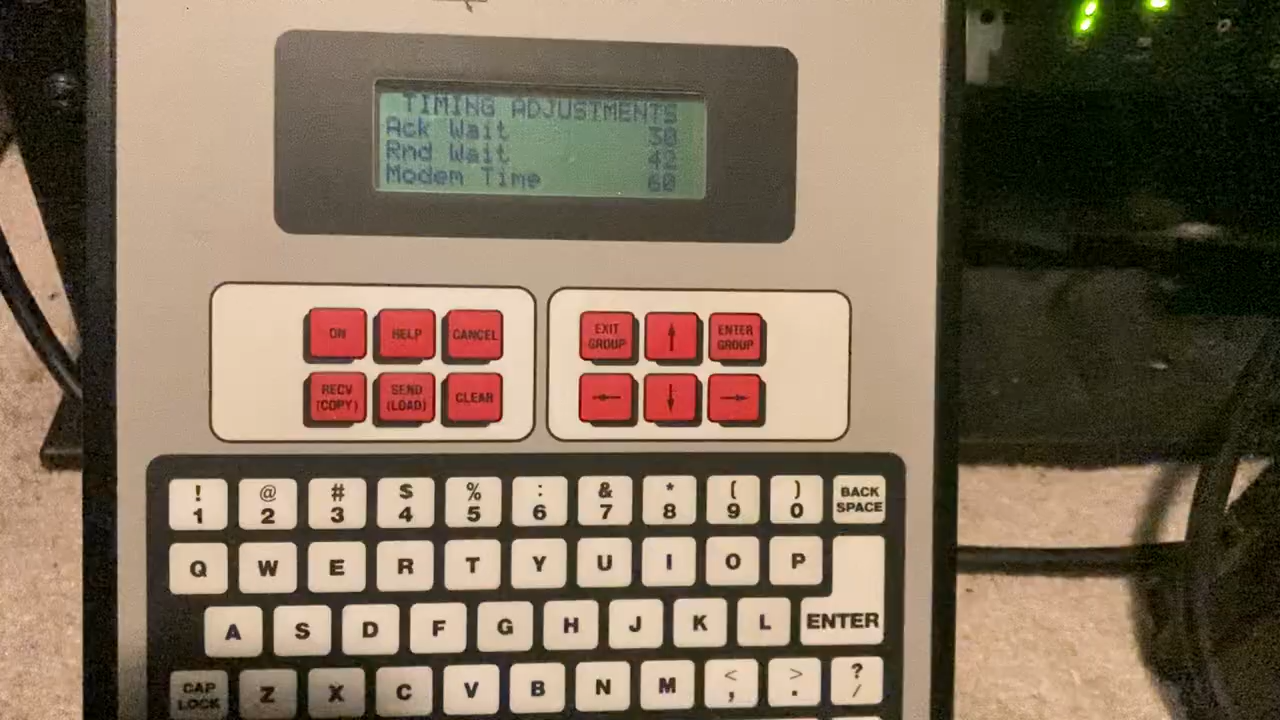 TIMING ADJUSTMENTS
Ack Wait 30
Rnd Wait 42
Modem Time 60
ON HELP CANCEL
EXIT GROUP ↑ ENTER GROUP
RECV (COPY) SEND (LOAD) CLEAR
← ↓ →
! @ # $ % : & * ( )
1 2 3 4 5 6 7 8 9 0 BACK SPACE
Q W E R T Y U I O P
A S D F G H J K L ENTER
CAP LOCK Z X C V B N M < , > . ? /